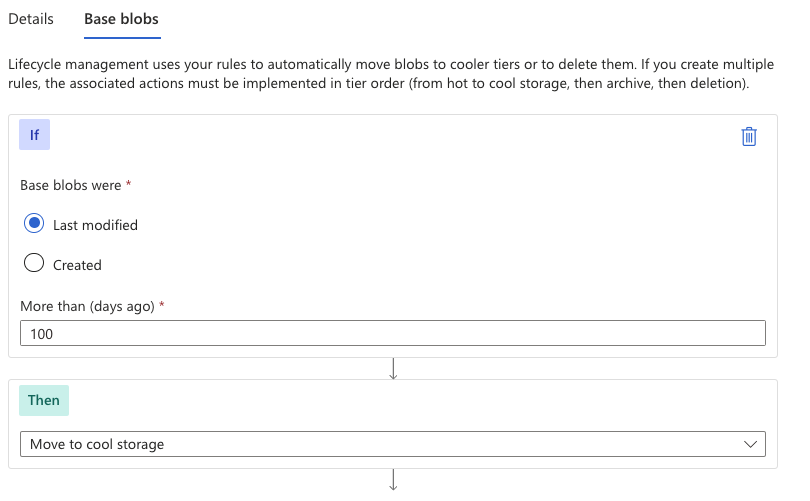 Details
Base blobs
Lifecycle management uses your rules to automatically move blobs to cooler tiers or to delete them. If you create multiple
rules, the associated actions must be implemented in tier order (from hot to cool storage, then archive, then deletion).
If
Base blobs were *
Last modified
Created
More than (days ago) *
100
Then
Move to cool storage